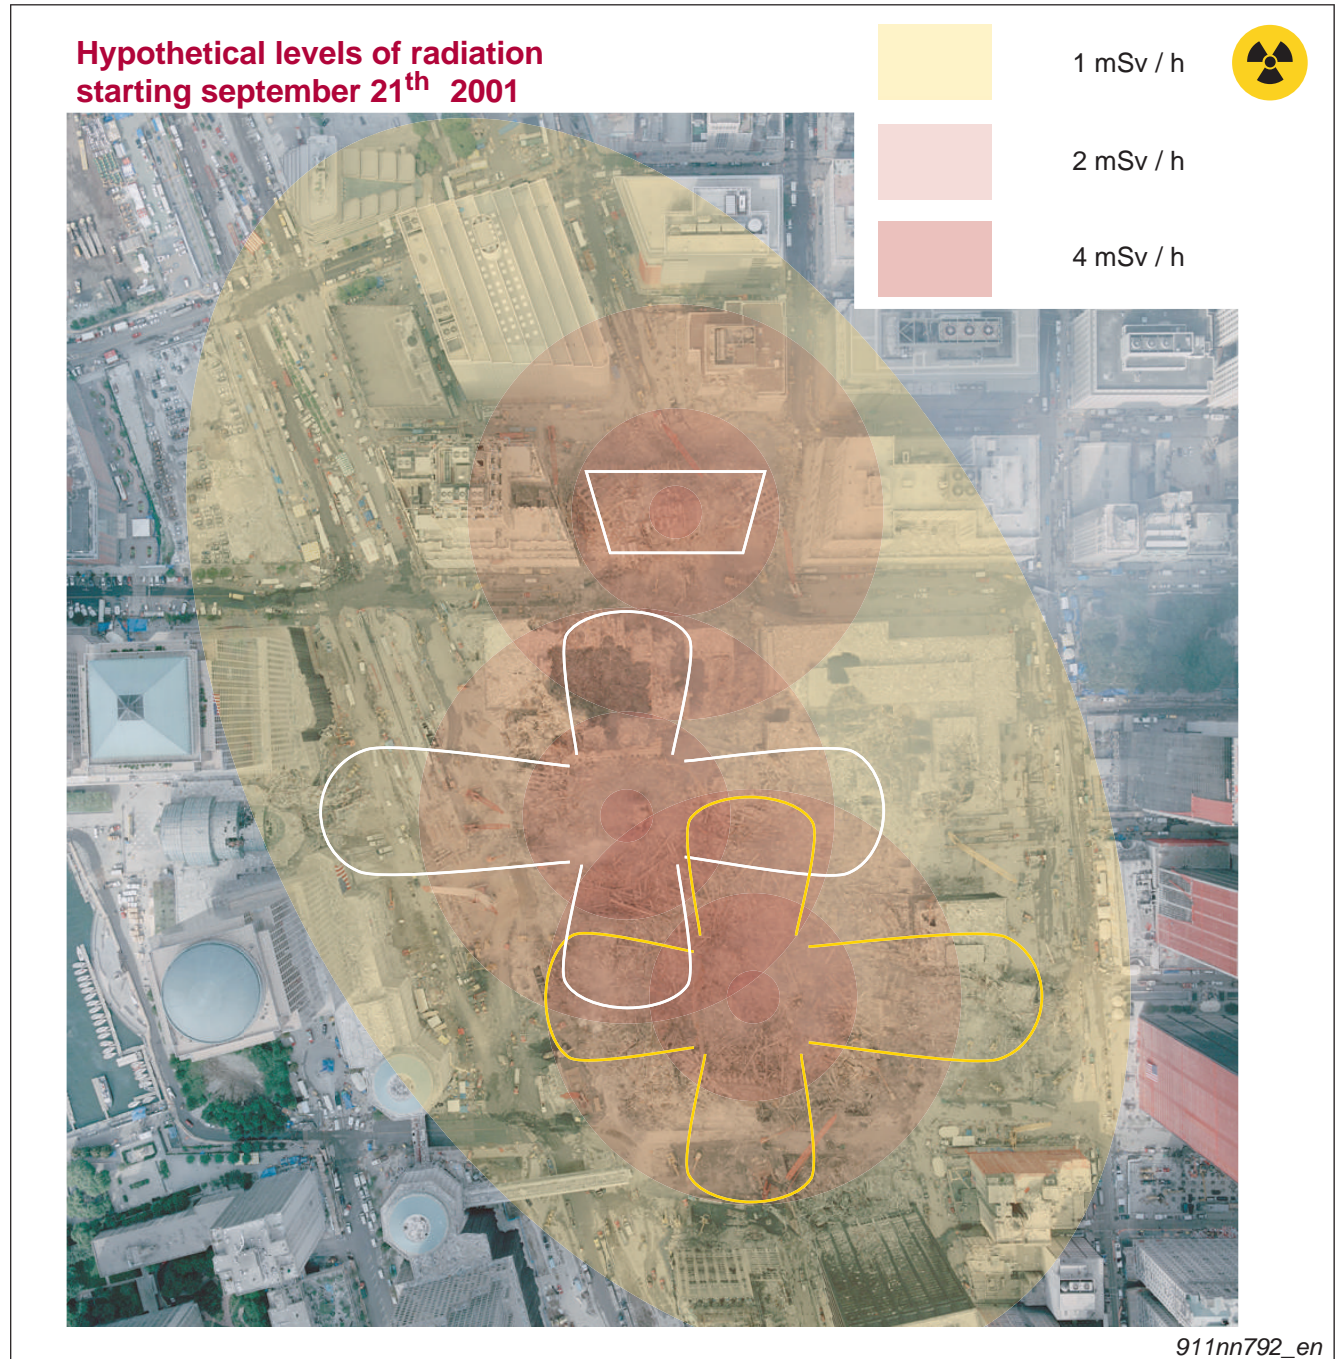 Hypothetical levels of radiation
starting september 21th 2001
1 mSv / h
2 mSv / h
4 mSv / h
911nn792_en